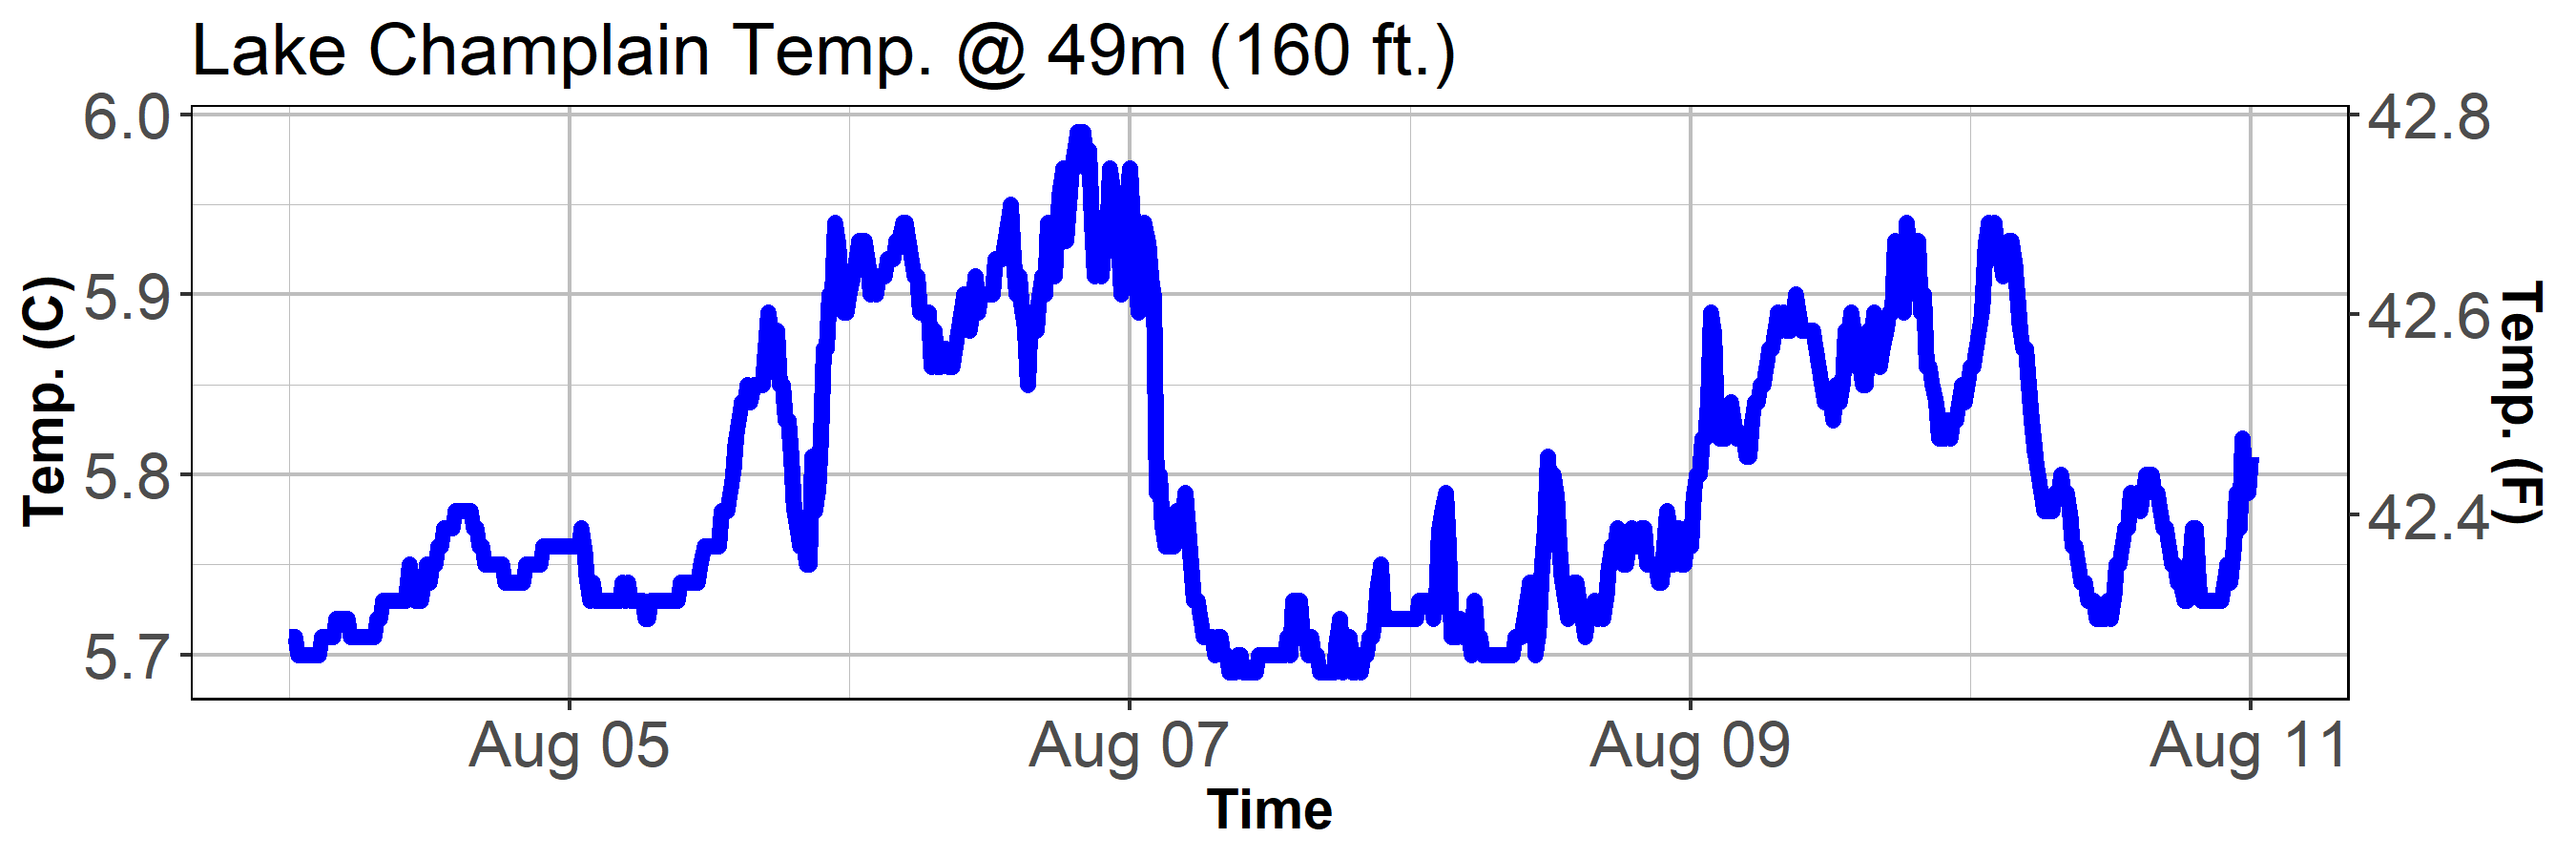 Lake Champlain Temp. @ 49m (160 ft.)
6.0
5.9
5.8
5.7
Temp. (C)
42.8
42.6
42.4
Temp. (F)
Aug 05 Aug 07 Aug 09 Aug 11
Time